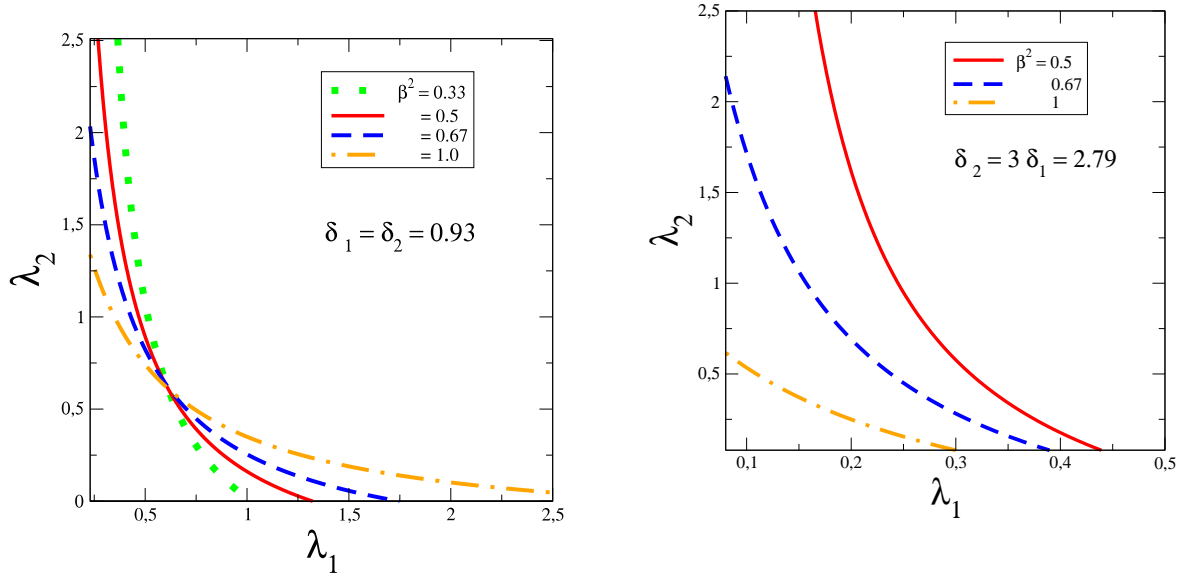 2,5
2
1,5
1
0,5
0
λ2
β2 = 0.33
= 0.5
= 0.67
= 1.0
δ 1 = δ2 = 0.93
0,5 1 1,5 2 2,5
λ1
2,5
2
1,5
1
0,5
λ2
β2 = 0.5
0.67
1
δ 2 = 3 δ1 = 2.79
0,1 0,2 0,3 0,4 0,5
λ1